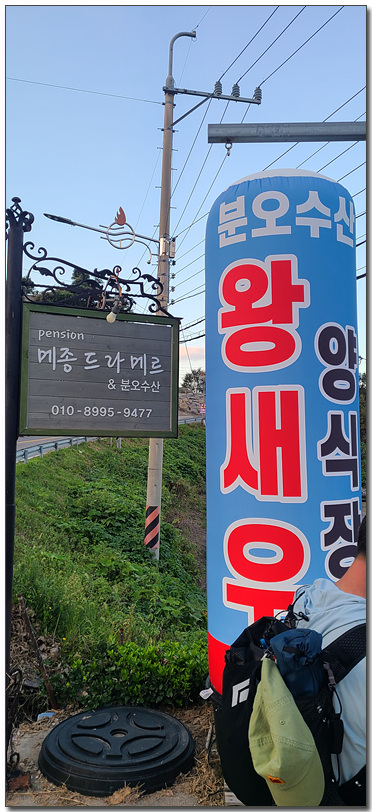 pension
메종 드 라 메르
& 분오수산
010-8995-9477
분오수산
왕새우
양식장